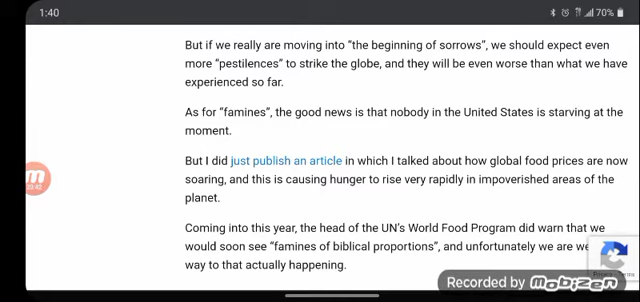 1:40
70%
But if we really are moving into "the beginning of sorrows", we should expect even
more "pestilences" to strike the globe, and they will be even worse than what we have
experienced so far.
As for "famines", the good news is that nobody in the United States is starving at the
moment.
But I did just publish an article in which I talked about how global food prices are now
soaring, and this is causing hunger to rise very rapidly in impoverished areas of the
planet.
Coming into this year, the head of the UN's World Food Program did warn that we
would soon see "famines of biblical proportions", and unfortunately we are we
way to that actually happening.
20:42
Privacy - Terms
Recorded by Mobizen